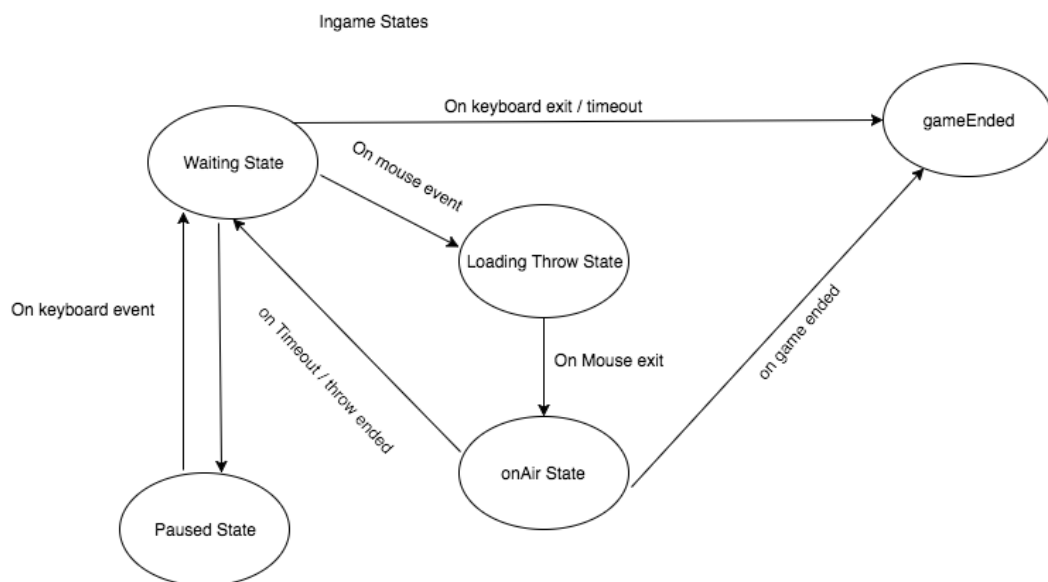 Ingame States
On keyboard exit / timeout
gameEnded
Waiting State
On mouse event
Loading Throw State
On keyboard event
on Timeout / throw ended
On Mouse exit
on game ended
onAir State
Paused State